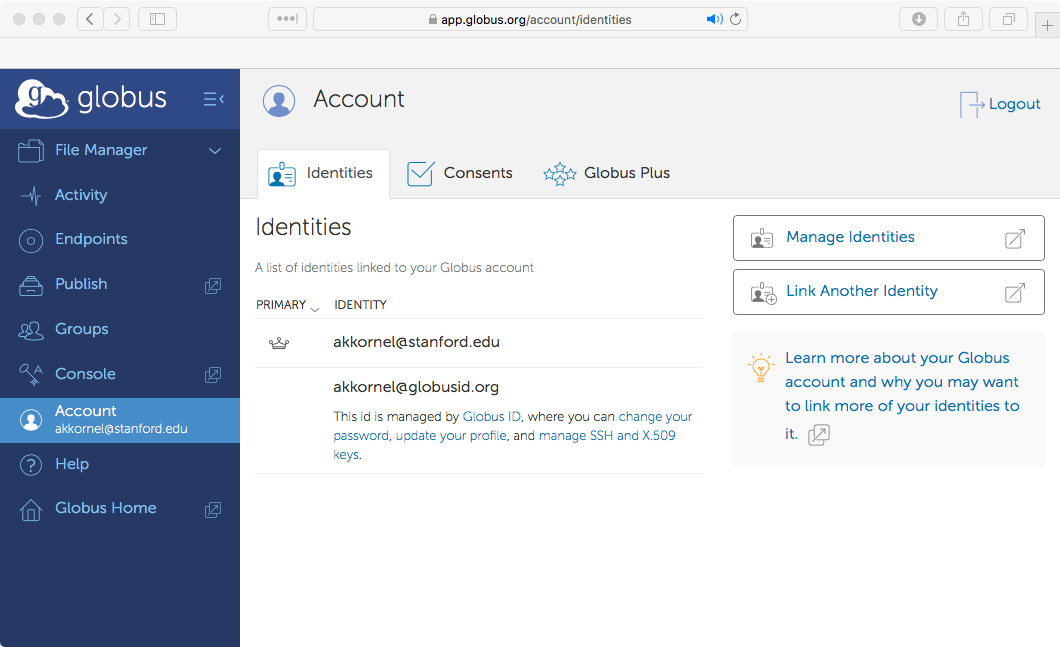 app.globus.org/account/identities
globus
Account
Logout
File Manager
Activity
Endpoints
Publish
Groups
Console
Account
akkornel@stanford.edu
Help
Globus Home
Identities
Consents
Globus Plus
Identities
A list of identities linked to your Globus account
PRIMARY IDENTITY
akkornel@stanford.edu
akkornel@globusid.org
This id is managed by Globus ID, where you can change your
password, update your profile, and manage SSH and X.509
keys.
Manage Identities
Link Another Identity
Learn more about your Globus
account and why you may want
to link more of your identities to
it.